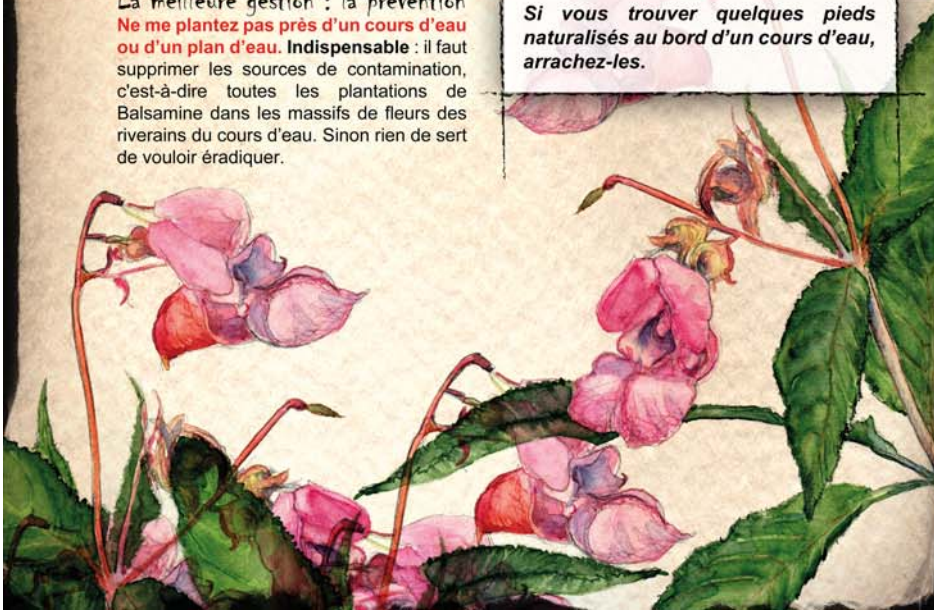 La meilleure gestion : la prévention
Ne me plantez pas près d'un cours d'eau
ou d'un plan d'eau. Indispensable : il faut
supprimer les sources de contamination,
c'est-à-dire toutes les plantations de
Balsamine dans les massifs de fleurs des
riverains du cours d'eau. Sinon rien de sert
de vouloir éradiquer.
Si vous trouver quelques pieds
naturalisés au bord d'un cours d'eau,
arrachez-les.